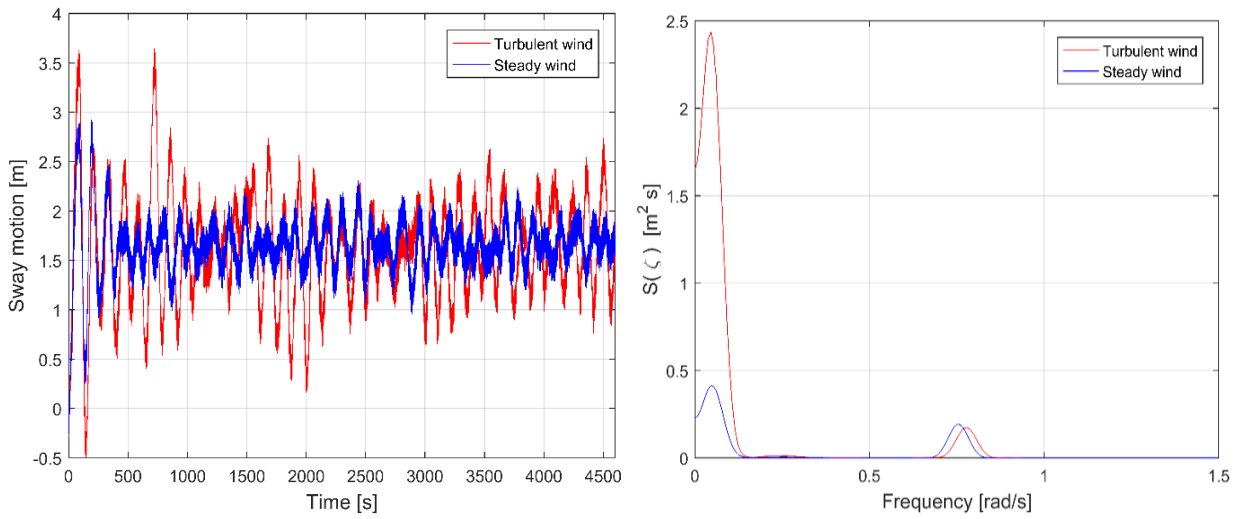 4
3.5
3
2.5
2
1.5
1
0.5
0
-0.5
0 500 1000 1500 2000 2500 3000 3500 4000 4500
Time [s]
Sway motion [m]
Turbulent wind
Steady wind
2.5
2
1.5
1
0.5
0
0 0.5 1 1.5
Frequency [rad/s]
S( ζ ) [m² s]
Turbulent wind
Steady wind